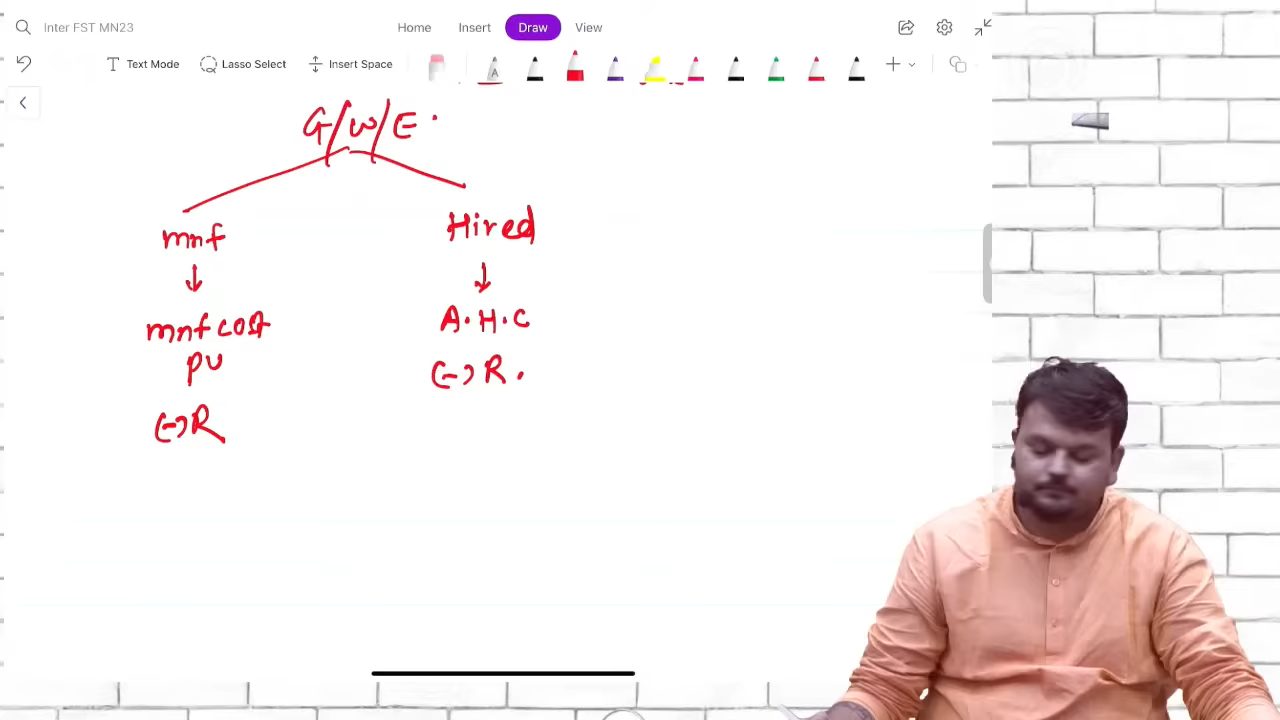 Inter FST MN23
Home Insert Draw View
Text Mode Lasso Select Insert Space
A
G/W/E.
mnf Hired
mnf cost A.H.C
PU (-) R.
(-) R